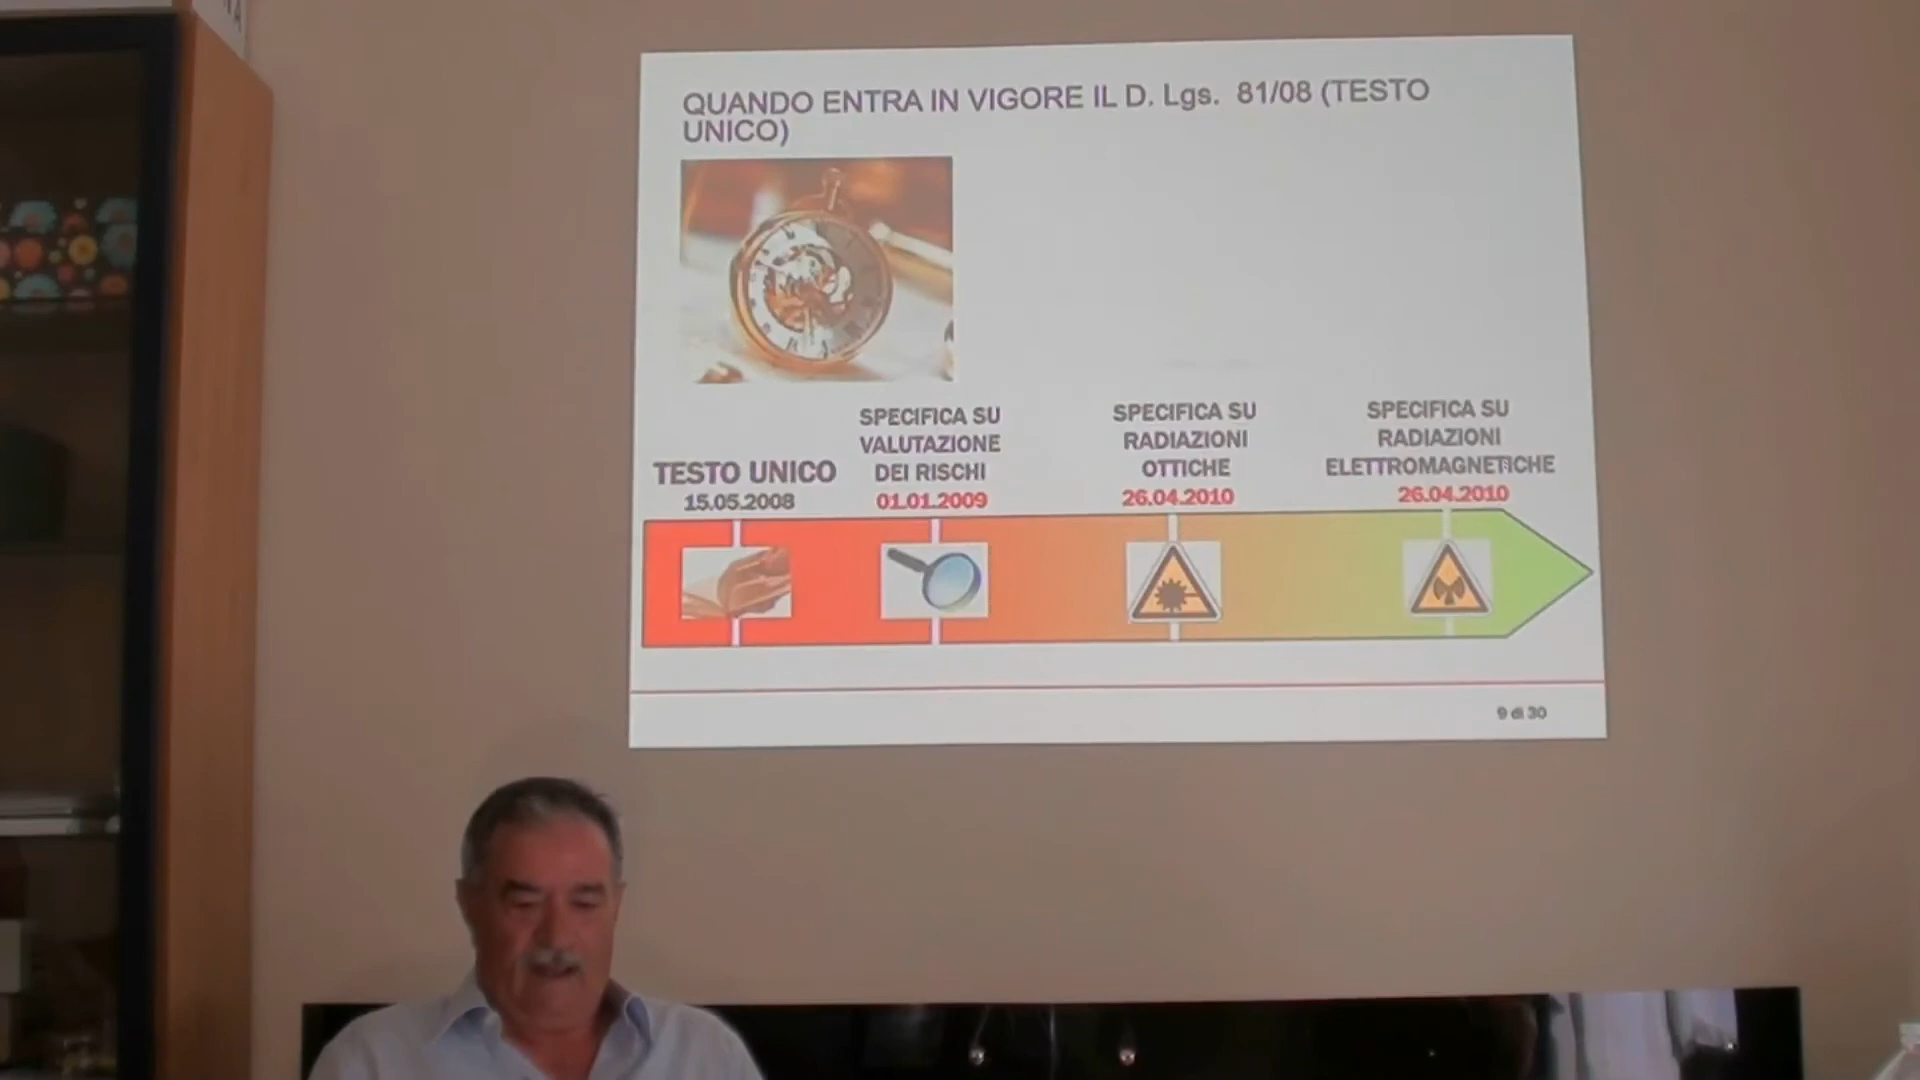 QUANDO ENTRA IN VIGORE IL D. Lgs. 81/08 (TESTO
UNICO)
TESTO UNICO
15.05.2008
SPECIFICA SU
VALUTAZIONE
DEI RISCHI
01.01.2009
SPECIFICA SU
RADIAZIONI
OTTICHE
26.04.2010
SPECIFICA SU
RADIAZIONI
ELETTROMAGNETICHE
26.04.2010
9 di 30